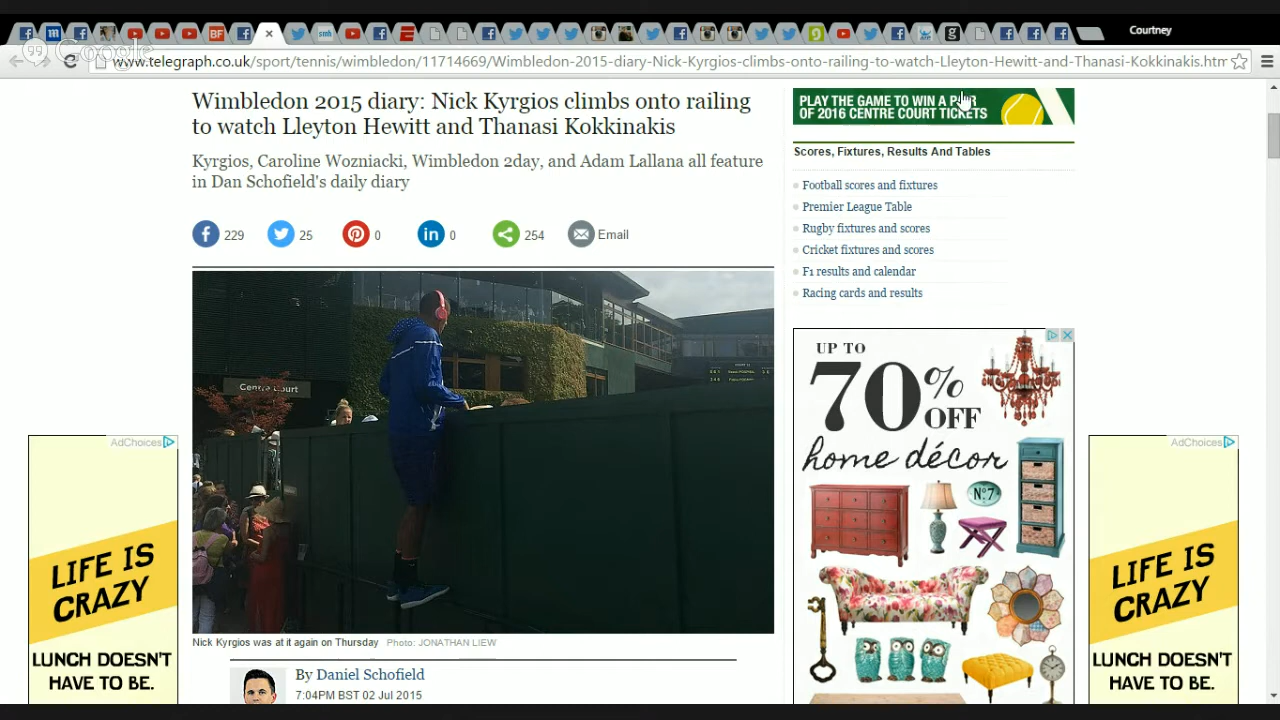 Courtney
Google
www.telegraph.co.uk/sport/tennis/wimbledon/11714669/Wimbledon-2015-diary-Nick-Kyrgios-climbs-onto-railing-to-watch-Lleyton-Hewitt-and-Thanasi-Kokkinakis.htm
Wimbledon 2015 diary: Nick Kyrgios climbs onto railing
to watch Lleyton Hewitt and Thanasi Kokkinakis
Kyrgios, Caroline Wozniacki, Wimbledon 2day, and Adam Lallana all feature
in Dan Schofield's daily diary
229
25
0
0
254
Email
Centre Court
Nick Kyrgios was at it again on Thursday Photo: JONATHAN LIEW
By Daniel Schofield
7:04PM BST 02 Jul 2015
PLAY THE GAME TO WIN A PAIR
OF 2016 CENTRE COURT TICKETS
Scores, Fixtures, Results And Tables
Football scores and fixtures
Premier League Table
Rugby fixtures and scores
Cricket fixtures and scores
F1 results and calendar
Racing cards and results
UP TO
70% OFF
home décor
Nº7
AdChoices
LIFE IS
CRAZY
LUNCH DOESN'T
HAVE TO BE.
AdChoices
LIFE IS
CRAZY
LUNCH DOESN'T
HAVE TO BE.